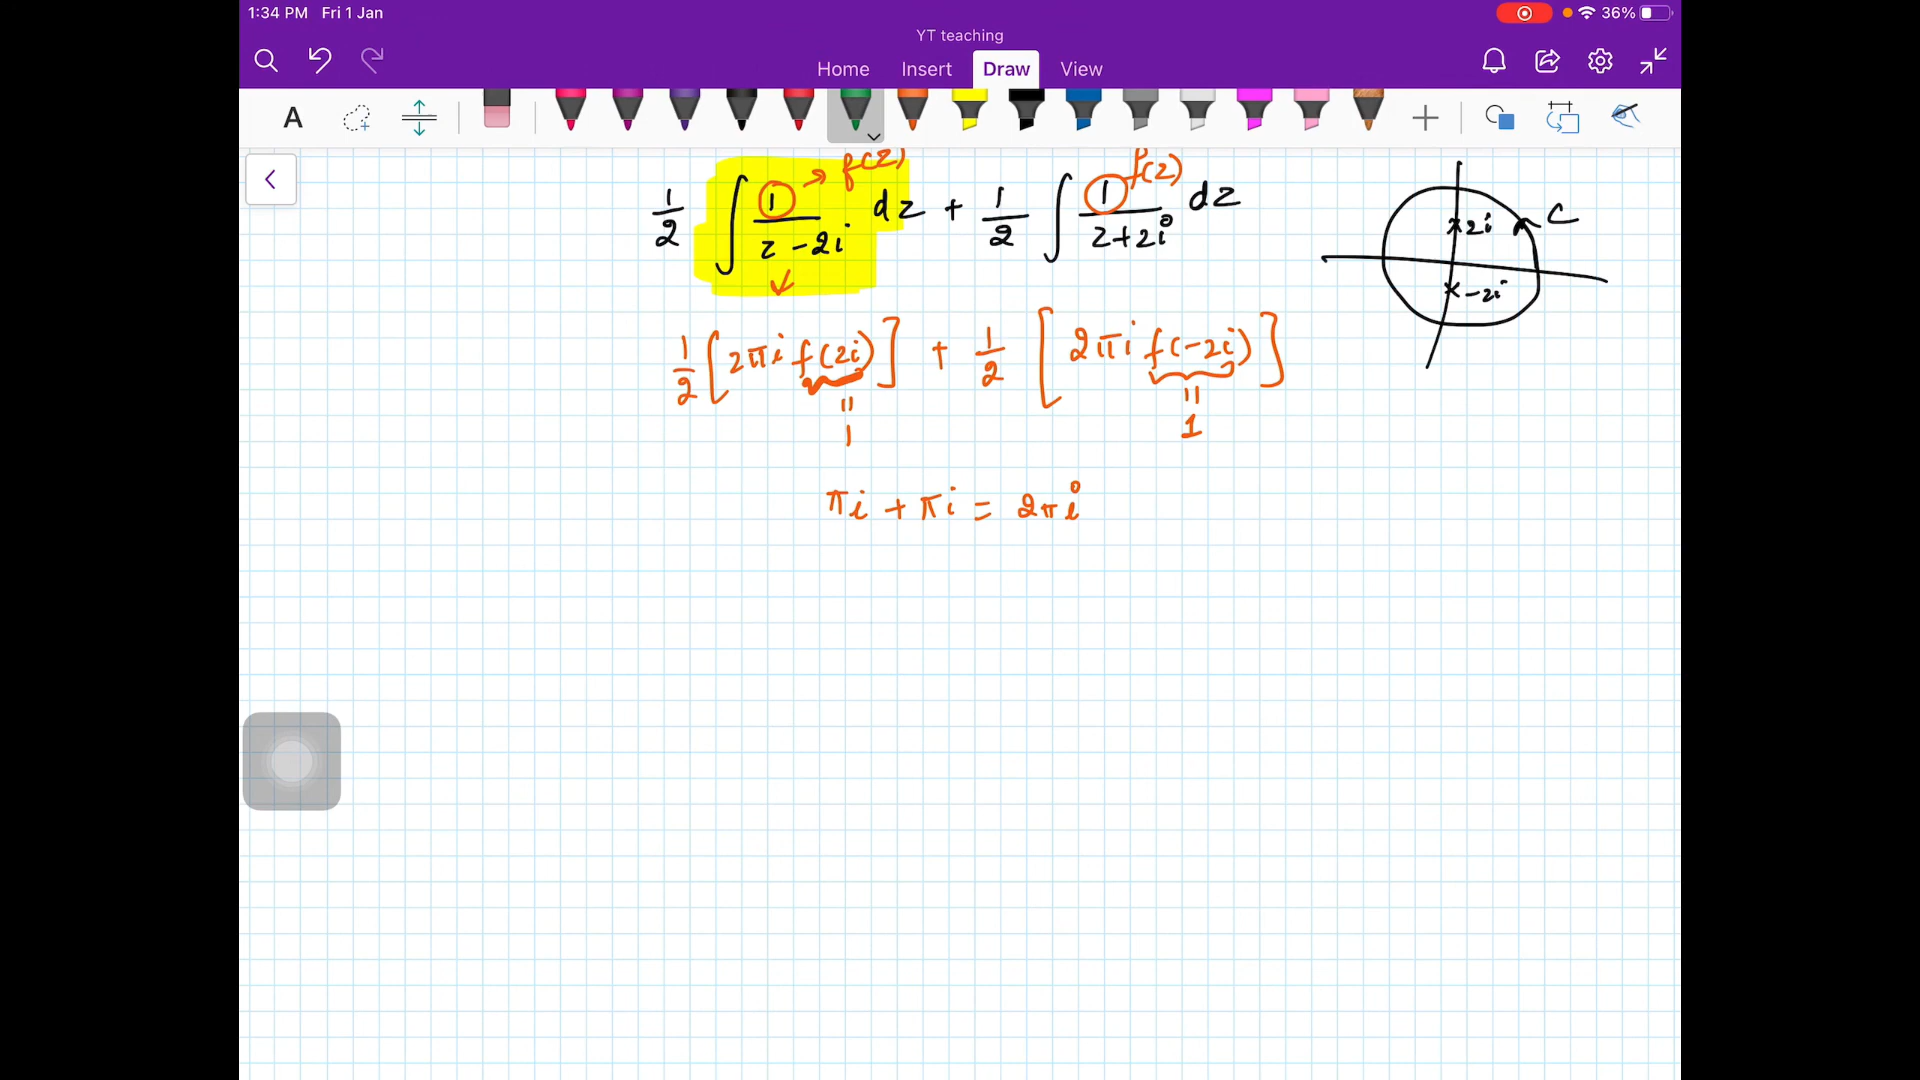 1:34 PM Fri 1 Jan 36%
YT teaching
Home Insert Draw View
A
→ f(z) f(z)
1/2 ∫ 1/(z - 2i) dz + 1/2 ∫ 1/(z + 2i) dz
2i C
-2i
1/2 [2πi f(2i)] + 1/2 [2πi f(-2i)]
= =
1 1
πi + πi = 2πi